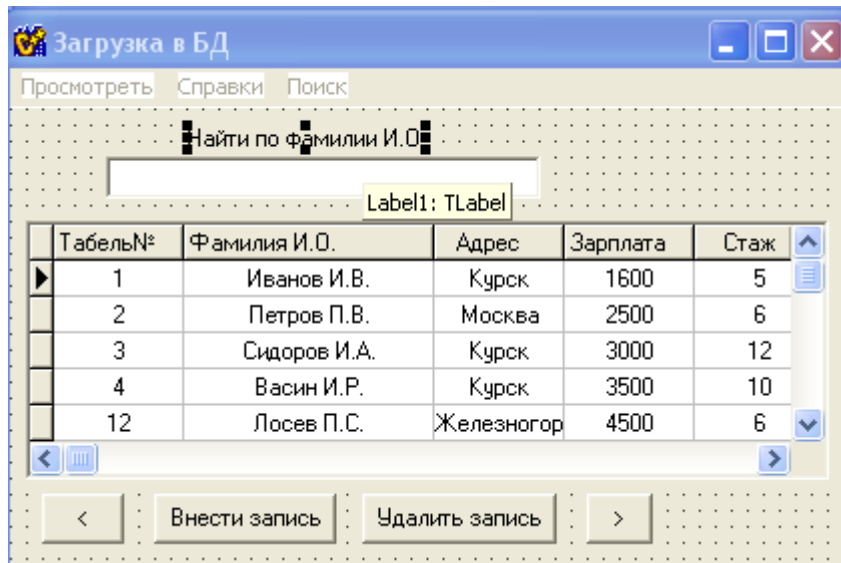 Загрузка в БД
Просмотреть Справки Поиск
Найти по фамилии И.О
Label1: TLabel
Табель№ Фамилия И.О. Адрес Зарплата Стаж
1 Иванов И.В. Курск 1600 5
2 Петров П.В. Москва 2500 6
3 Сидоров И.А. Курск 3000 12
4 Васин И.Р. Курск 3500 10
12 Лосев П.С. Железногор 4500 6
< Внести запись Удалить запись >